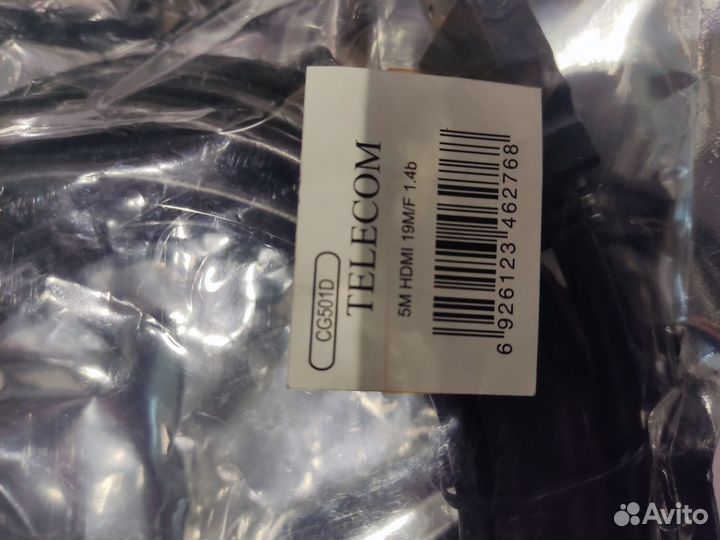 CG501D
TELECOM
5M HDMI 19M/F 1.4b
6 926123 462768
Avito